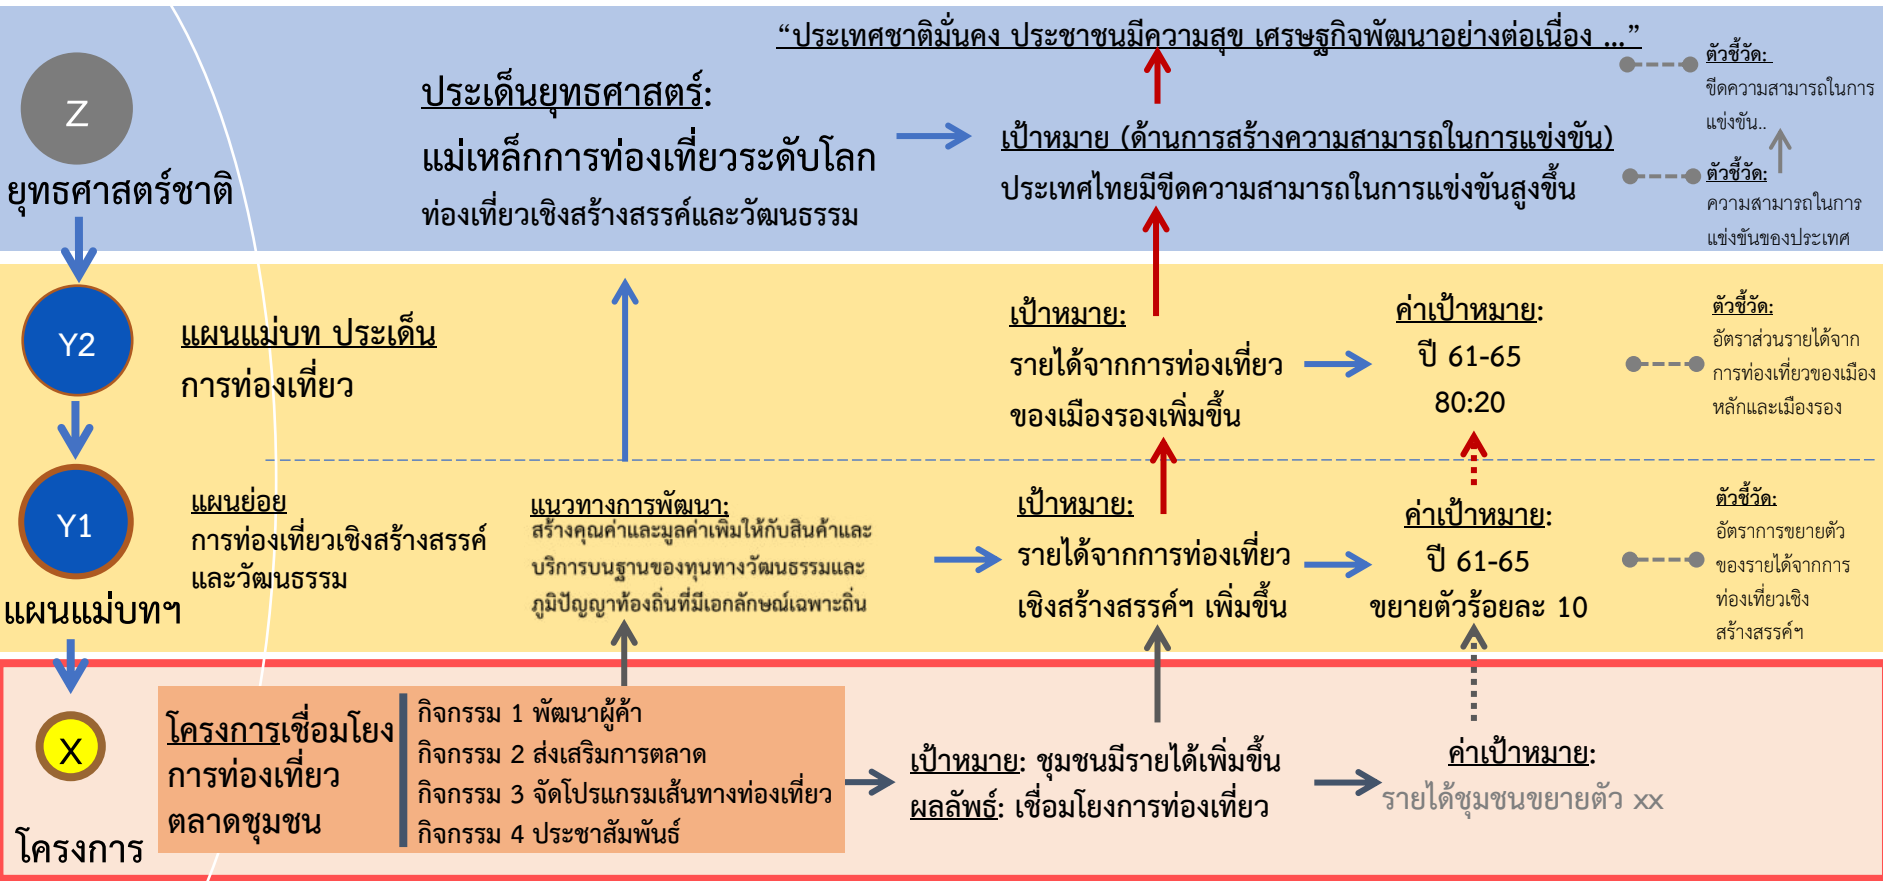 “ประเทศชาติมั่นคง ประชาชนมีความสุข เศรษฐกิจพัฒนาอย่างต่อเนื่อง ...”
Z
ยุทธศาสตร์ชาติ
ประเด็นยุทธศาสตร์:
แม่เหล็กการท่องเที่ยวระดับโลก
ท่องเที่ยวเชิงสร้างสรรค์และวัฒนธรรม
เป้าหมาย (ด้านการสร้างความสามารถในการแข่งขัน)
ประเทศไทยมีขีดความสามารถในการแข่งขันสูงขึ้น
ตัวชี้วัด:
ขีดความสามารถในการ
แข่งขัน..
ตัวชี้วัด:
ความสามารถในการ
แข่งขันของประเทศ
Y2
แผนแม่บท ประเด็น
การท่องเที่ยว
เป้าหมาย:
รายได้จากการท่องเที่ยว
ของเมืองรองเพิ่มขึ้น
ค่าเป้าหมาย:
ปี 61-65
80:20
ตัวชี้วัด:
อัตราส่วนรายได้จาก
การท่องเที่ยวของเมือง
หลักและเมืองรอง
Y1
แผนแม่บทฯ
แผนย่อย
การท่องเที่ยวเชิงสร้างสรรค์
และวัฒนธรรม
แนวทางการพัฒนา:
สร้างคุณค่าและมูลค่าเพิ่มให้กับสินค้าและ
บริการบนฐานของทุนทางวัฒนธรรมและ
ภูมิปัญญาท้องถิ่นที่มีเอกลักษณ์เฉพาะถิ่น
เป้าหมาย:
รายได้จากการท่องเที่ยว
เชิงสร้างสรรค์ฯ เพิ่มขึ้น
ค่าเป้าหมาย:
ปี 61-65
ขยายตัวร้อยละ 10
ตัวชี้วัด:
อัตราการขยายตัว
ของรายได้จากการ
ท่องเที่ยวเชิง
สร้างสรรค์ฯ
X
โครงการ
โครงการเชื่อมโยง
การท่องเที่ยว
ตลาดชุมชน
กิจกรรม 1 พัฒนาผู้ค้า
กิจกรรม 2 ส่งเสริมการตลาด
กิจกรรม 3 จัดโปรแกรมเส้นทางท่องเที่ยว
กิจกรรม 4 ประชาสัมพันธ์
เป้าหมาย: ชุมชนมีรายได้เพิ่มขึ้น
ผลลัพธ์: เชื่อมโยงการท่องเที่ยว
ค่าเป้าหมาย:
รายได้ชุมชนขยายตัว xx